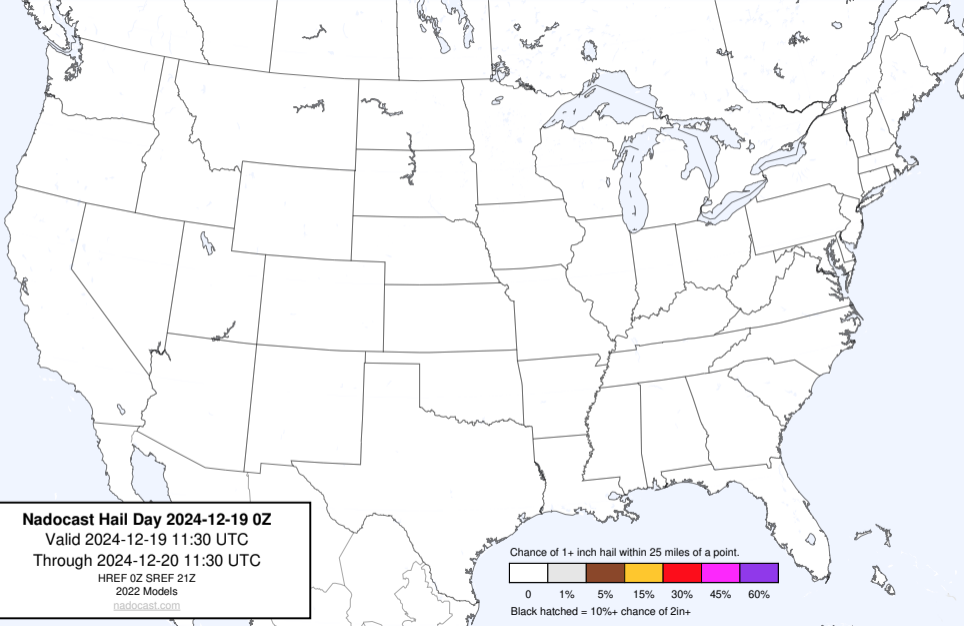 Nadocast Hail Day 2024-12-19 0Z
Valid 2024-12-19 11:30 UTC
Through 2024-12-20 11:30 UTC
HREF 0Z SREF 21Z
2022 Models
nadocast.com
Chance of 1+ inch hail within 25 miles of a point.
0 1% 5% 15% 30% 45% 60%
Black hatched = 10%+ chance of 2in+